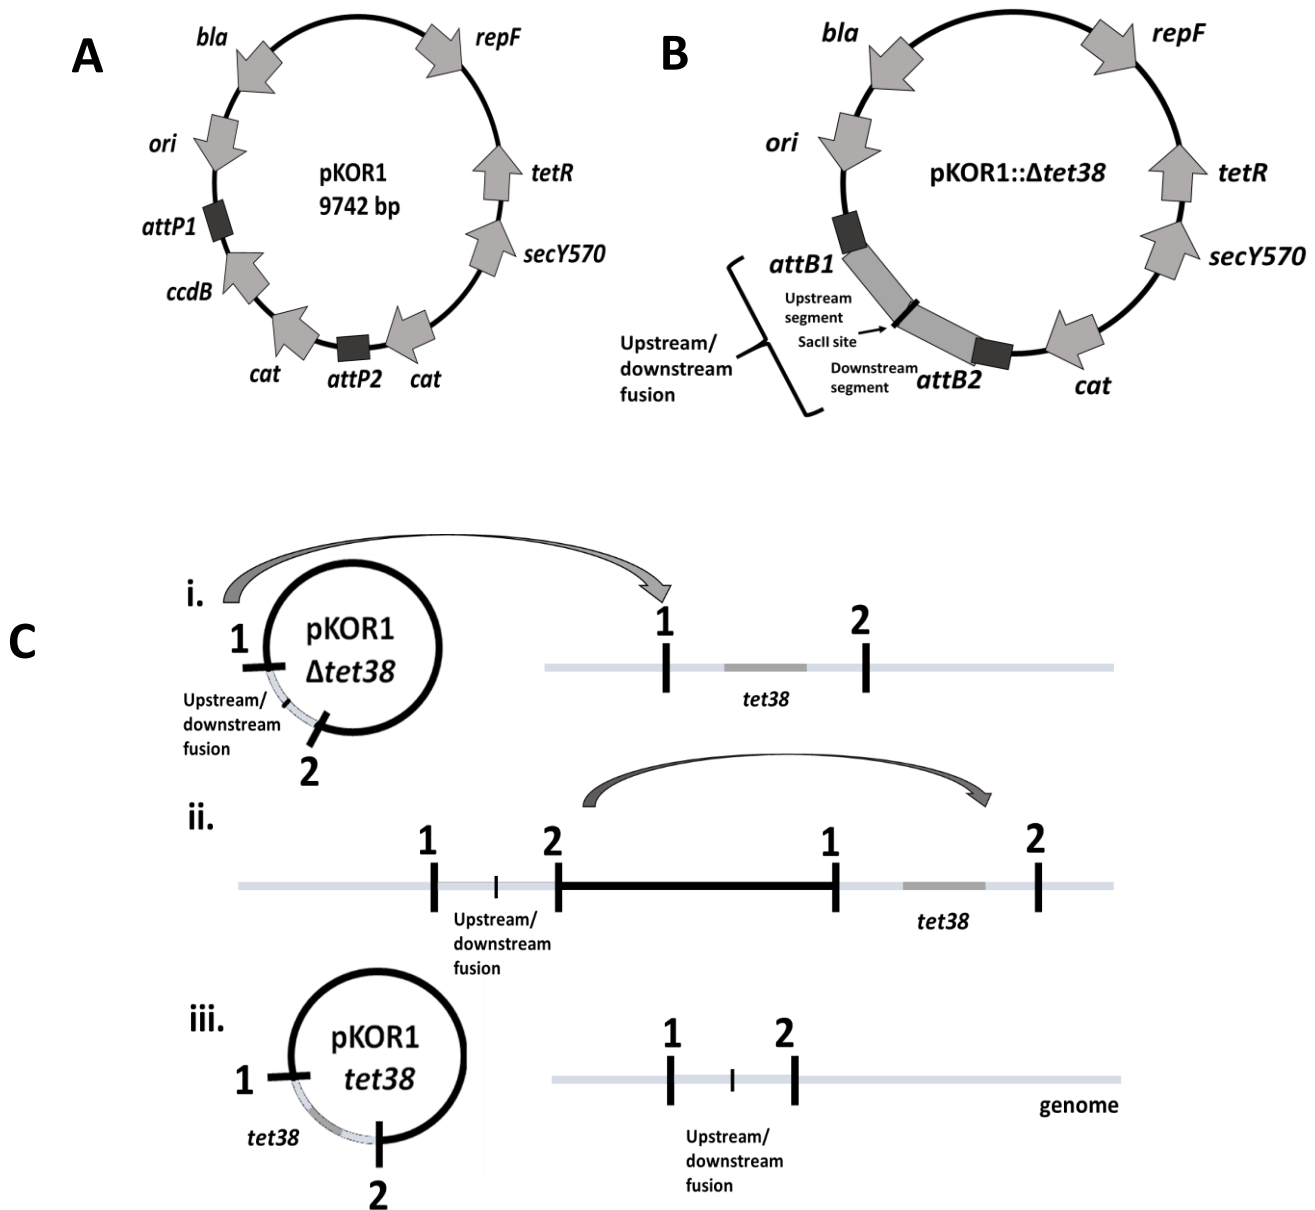 A
bla
repF
ori
pKOR1
9742 bp
tetR
attP1
secY570
ccdB
cat
attP2
cat
B
bla
repF
ori
pKOR1::Δtet38
tetR
secY570
attB1
Upstream
segment
SacII site
Upstream/
downstream
fusion
Downstream
segment
attB2
cat
C
i.
1
pKOR1
Δtet38
Upstream/
downstream
fusion
2
1
2
tet38
ii.
1
2
1
2
Upstream/
downstream
fusion
tet38
iii.
pKOR1
tet38
1
tet38
2
1
2
genome
Upstream/
downstream
fusion